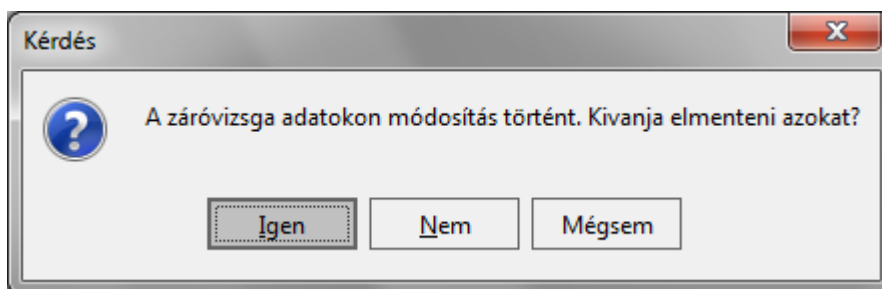 Kérdés
A záróvizsga adatokon módosítás történt. Kivanja elmenteni azokat?
Igen
Nem
Mégsem